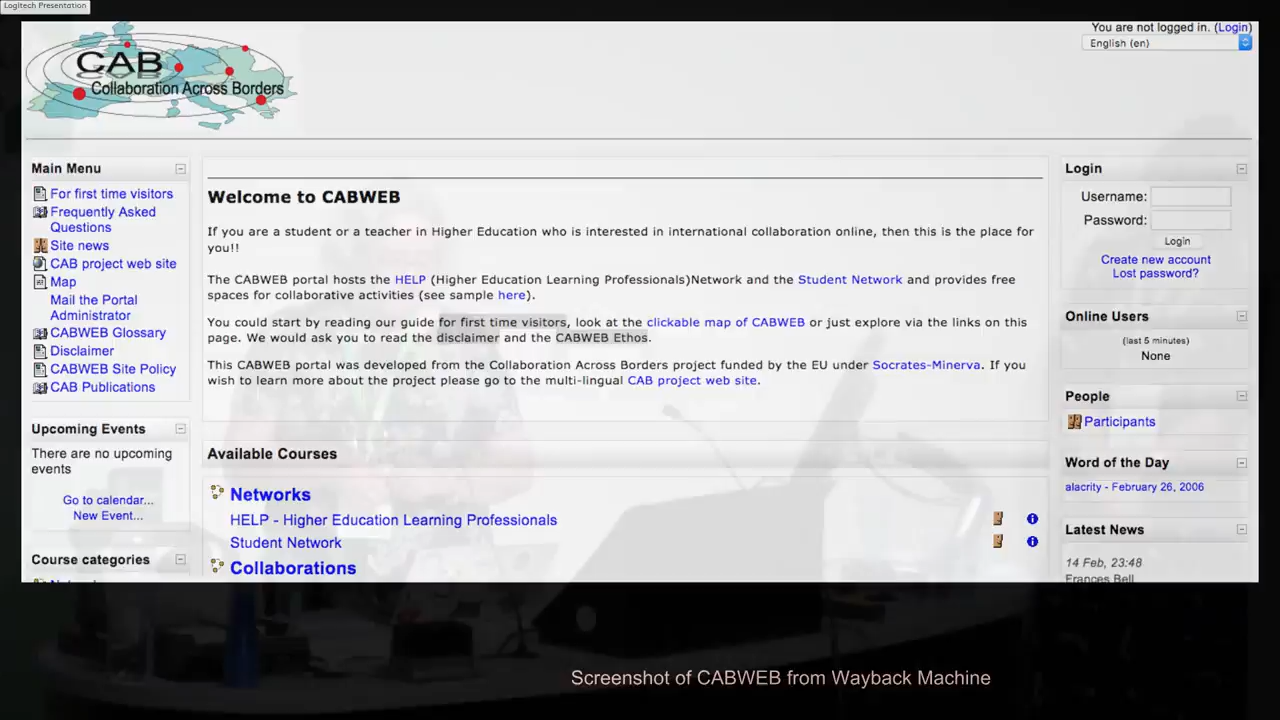 Logitech Presentation
You are not logged in. (Login)
English (en)
CAB
Collaboration Across Borders
Main Menu
For first time visitors
Frequently Asked
Questions
Site news
CAB project web site
Map
Mail the Portal
Administrator
CABWEB Glossary
Disclaimer
CABWEB Site Policy
CAB Publications
Upcoming Events
There are no upcoming
events
Go to calendar...
New Event...
Course categories
Welcome to CABWEB
If you are a student or a teacher in Higher Education who is interested in international collaboration online, then this is the place for
you!!
The CABWEB portal hosts the HELP (Higher Education Learning Professionals)Network and the Student Network and provides free
spaces for collaborative activities (see sample here).
You could start by reading our guide for first time visitors, look at the clickable map of CABWEB or just explore via the links on this
page. We would ask you to read the disclaimer and the CABWEB Ethos.
This CABWEB portal was developed from the Collaboration Across Borders project funded by the EU under Socrates-Minerva. If you
wish to learn more about the project please go to the multi-lingual CAB project web site.
Available Courses
Networks
HELP - Higher Education Learning Professionals
Student Network
Collaborations
Login
Username:
Password:
Login
Create new account
Lost password?
Online Users
(last 5 minutes)
None
People
Participants
Word of the Day
alacrity - February 26, 2006
Latest News
14 Feb, 23:48
Frances Bell
Screenshot of CABWEB from Wayback Machine